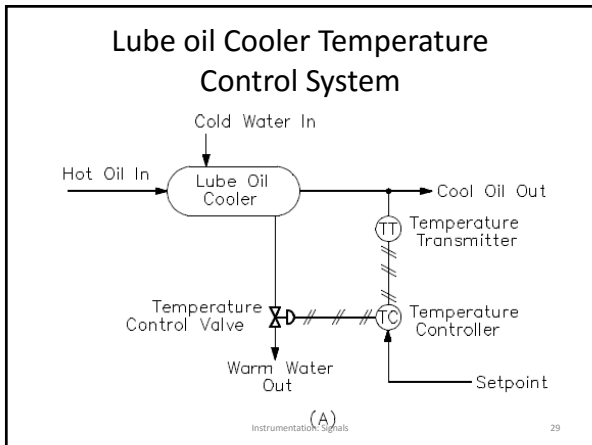 Lube oil Cooler Temperature
Control System
Cold Water In
Hot Oil In
Lube Oil
Cooler
Cool Oil Out
TT
Temperature
Transmitter
Temperature
Control Valve
TC
Temperature
Controller
Warm Water
Out
Setpoint
(A)
Instrumentation: Signals
29